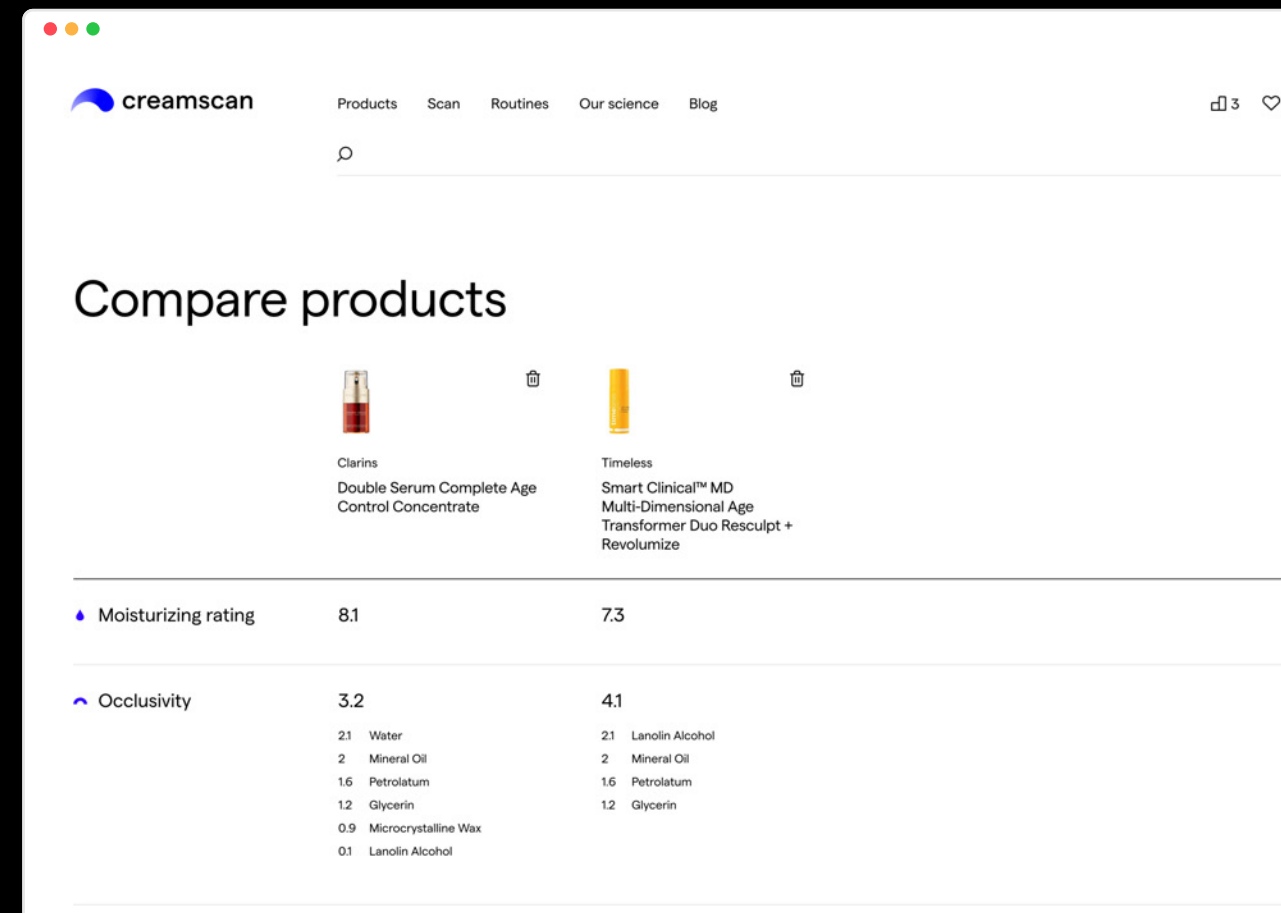 creamscan
Products Scan Routines Our science Blog
3
Compare products
Clarins
Double Serum Complete Age
Control Concentrate
Timeless
Smart Clinical™ MD
Multi-Dimensional Age
Transformer Duo Resculpt +
Revolumize
Moisturizing rating 8.1 7.3
Occlusivity 3.2 4.1
2.1 Water 2.1 Lanolin Alcohol
2 Mineral Oil 2 Mineral Oil
1.6 Petrolatum 1.6 Petrolatum
1.2 Glycerin 1.2 Glycerin
0.9 Microcrystalline Wax
0.1 Lanolin Alcohol